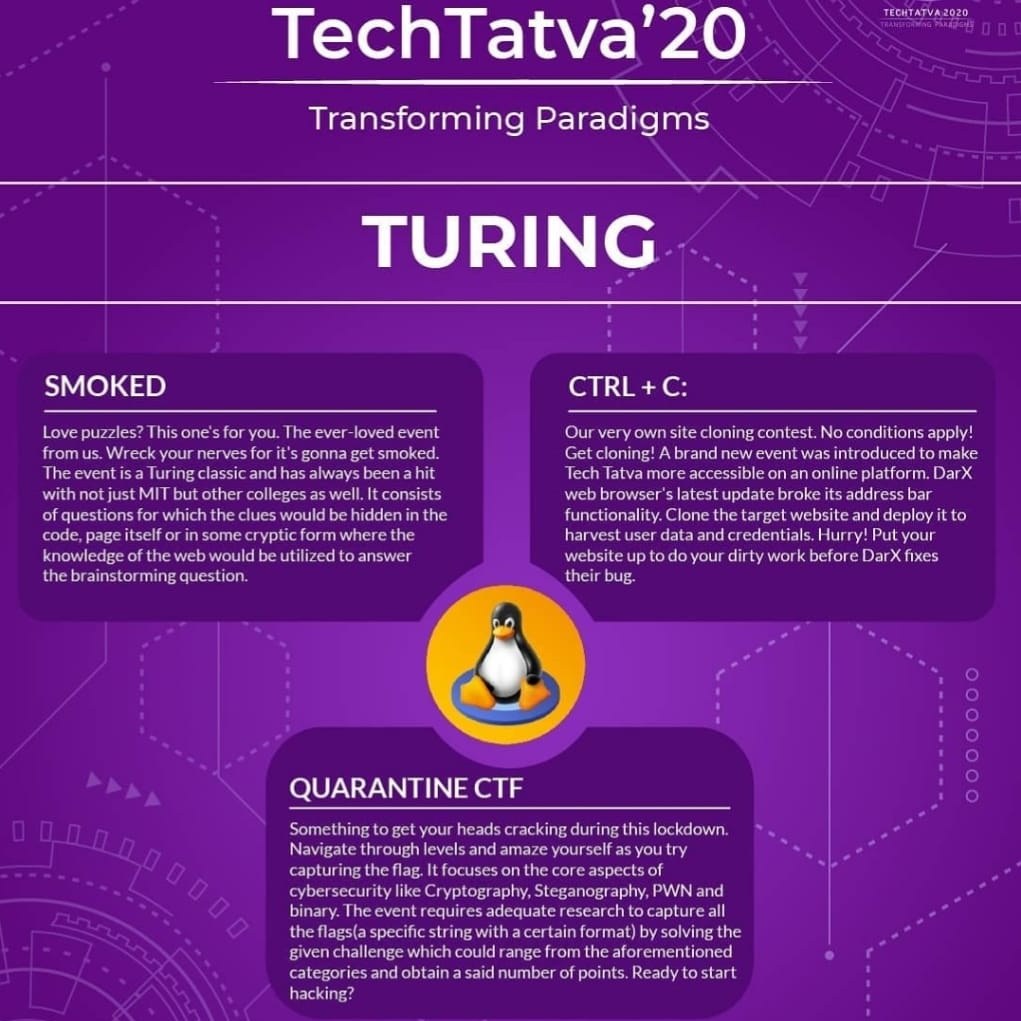 TechTatva’20
TECHTATVA 2020
TRANSFORMING PARADIGMS
Transforming Paradigms
TURING
SMOKED
Love puzzles? This one's for you. The ever-loved event
from us. Wreck your nerves for it's gonna get smoked.
The event is a Turing classic and has always been a hit
with not just MIT but other colleges as well. It consists
of questions for which the clues would be hidden in the
code, page itself or in some cryptic form where the
knowledge of the web would be utilized to answer
the brainstorming question.
CTRL + C:
Our very own site cloning contest. No conditions apply!
Get cloning! A brand new event was introduced to make
Tech Tatva more accessible on an online platform. DarX
web browser's latest update broke its address bar
functionality. Clone the target website and deploy it to
harvest user data and credentials. Hurry! Put your
website up to do your dirty work before DarX fixes
their bug.
QUARANTINE CTF
Something to get your heads cracking during this lockdown.
Navigate through levels and amaze yourself as you try
capturing the flag. It focuses on the core aspects of
cybersecurity like Cryptography, Steganography, PWN and
binary. The event requires adequate research to capture all
the flags(a specific string with a certain format) by solving the
given challenge which could range from the aforementioned
categories and obtain a said number of points. Ready to start
hacking?